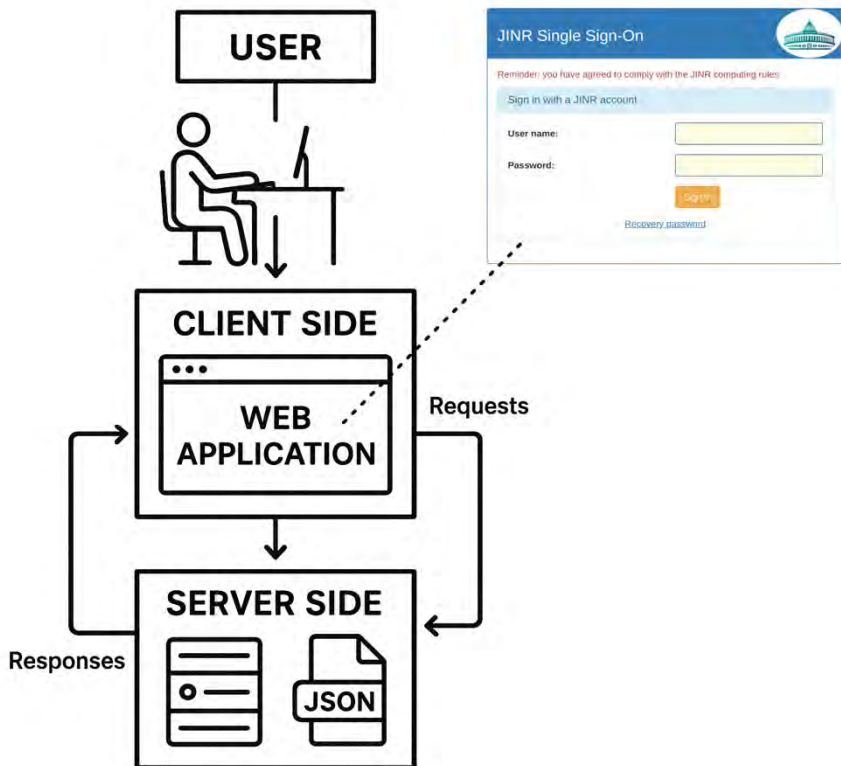 USER
JINR Single Sign-On
Reminder: you have agreed to comply with the JINR computing rules
Sign in with a JINR account
User name:
Password:
Sign in
Recovery password
CLIENT SIDE
WEB
APPLICATION
Requests
SERVER SIDE
Responses
JSON